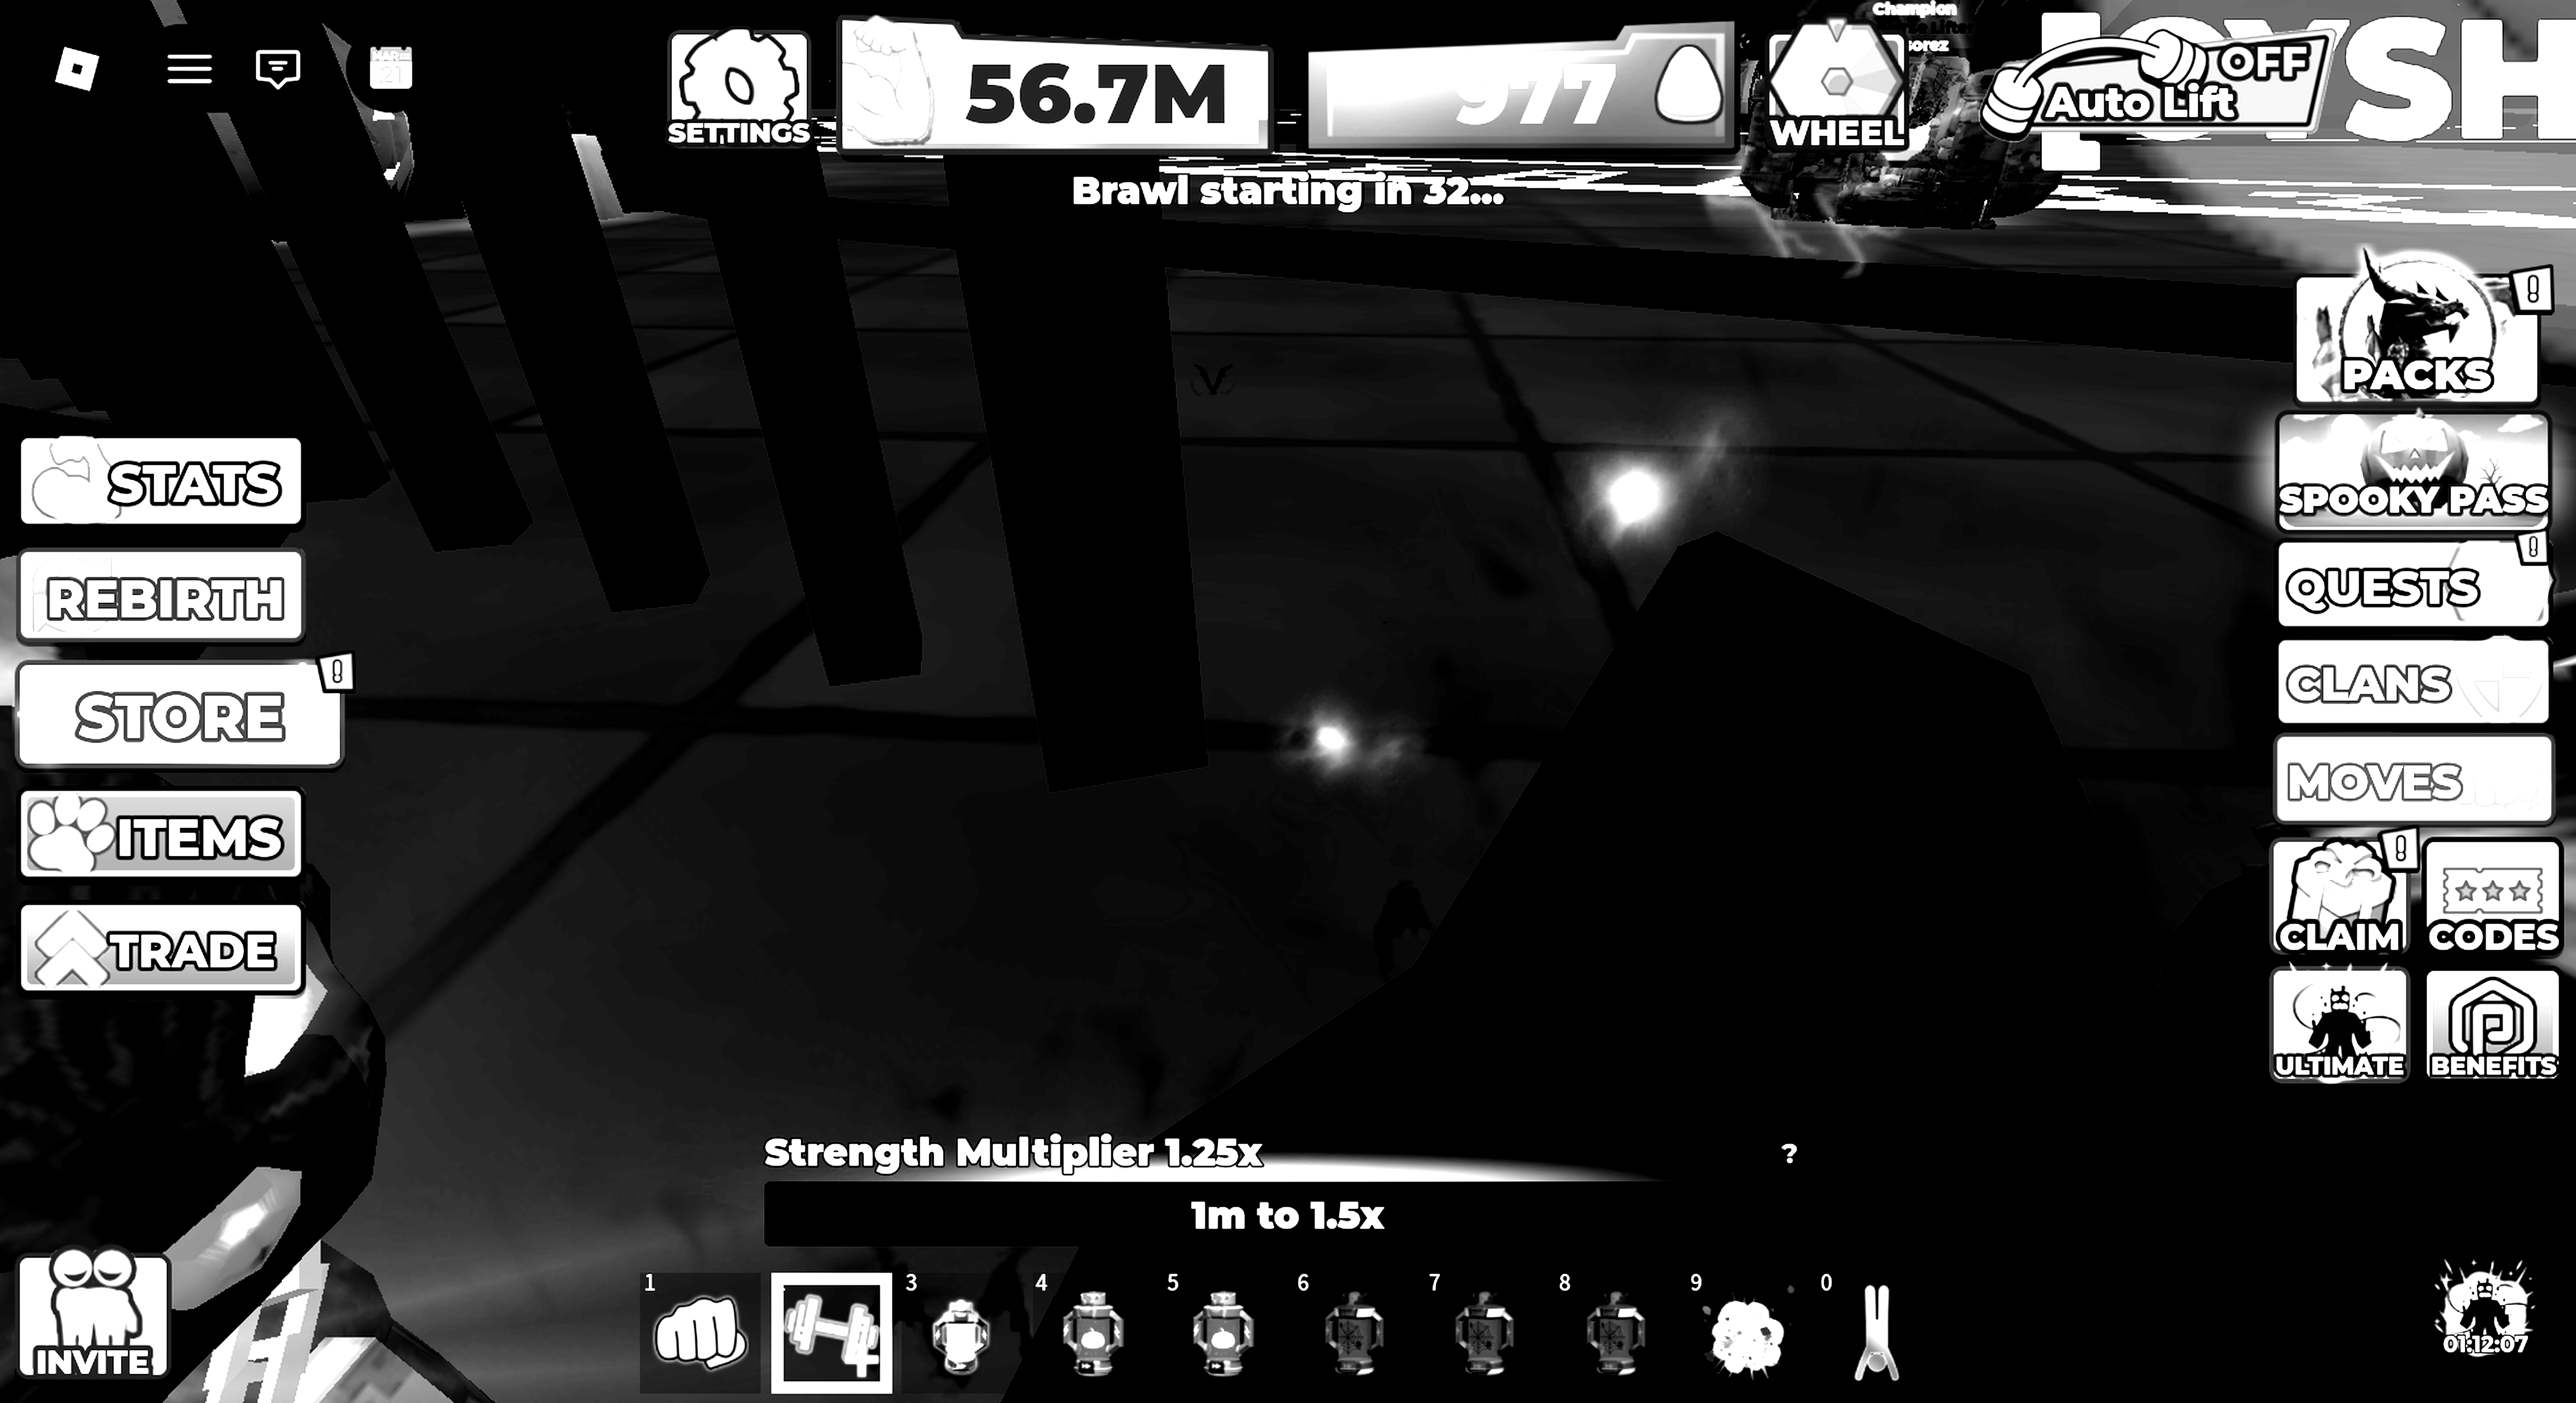 Champion
SETTINGS
56.7M
977
WHEEL
OFF
Auto Lift
OYSH
Brawl starting in 32...
PACKS
SPOOKY PASS
STATS
REBIRTH
STORE
ITEMS
TRADE
QUESTS
CLANS
MOVES
CLAIM
CODES
ULTIMATE
BENEFITS
Strength Multiplier 1.25x
?
1m to 1.5x
INVITE
1
3
4
5
6
7
8
9
0
01:12:07